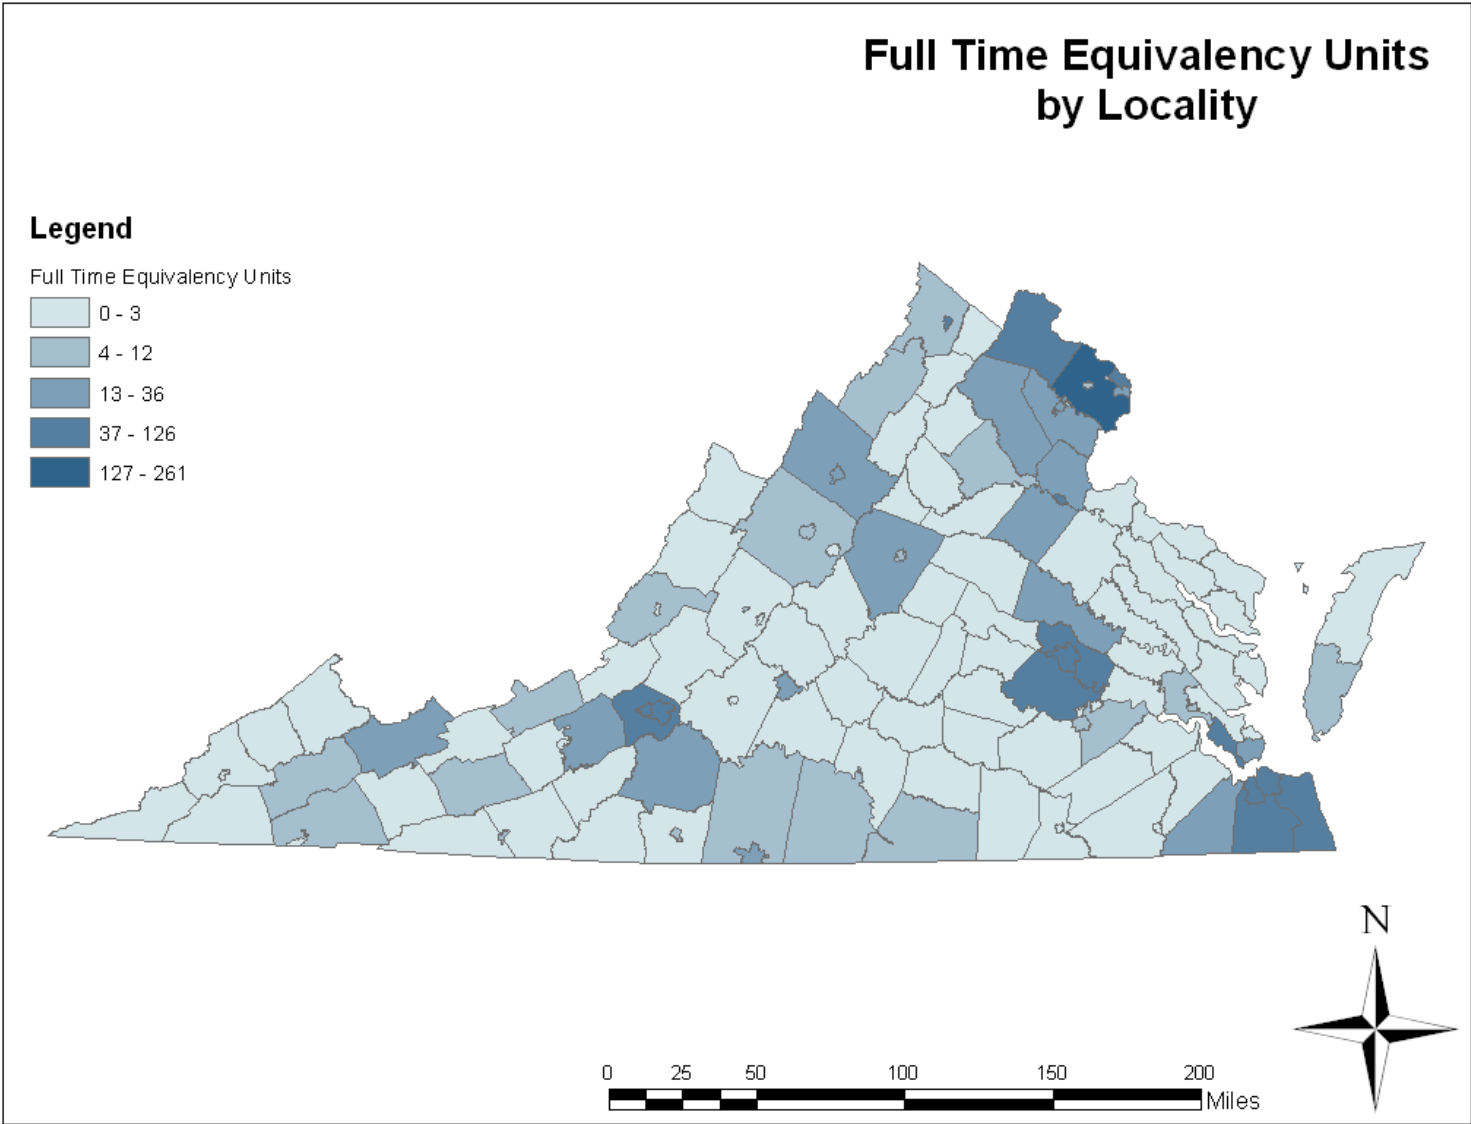 Full Time Equivalency Units
by Locality
Legend
Full Time Equivalency Units
0 - 3
4 - 12
13 - 36
37 - 126
127 - 261
N
0 25 50 100 150 200
Miles